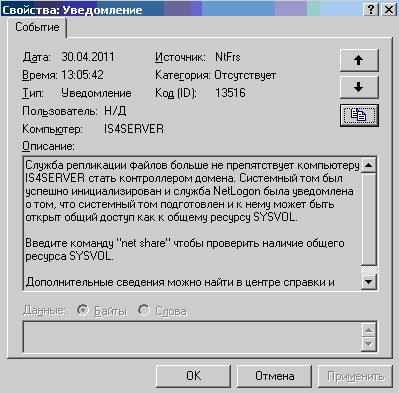 Свойства: Уведомление
Событие
Дата: 30.04.2011 Источник: NtFrs
Время: 13:05:42 Категория: Отсутствует
Тип: Уведомление Код (ID): 13516
Пользователь: Н/Д
Компьютер: IS4SERVER
Описание:
Служба репликации файлов больше не препятствует компьютеру
IS4SERVER стать контроллером домена. Системный том был
успешно инициализирован и служба NetLogon была уведомлена
о том, что системный том подготовлен и к нему может быть
открыт общий доступ как к общему ресурсу SYSVOL.
Введите команду "net share" чтобы проверить наличие общего
ресурса SYSVOL.
Дополнительные сведения можно найти в центре справки и
Данные: Байты Слова
ОК Отмена Применить